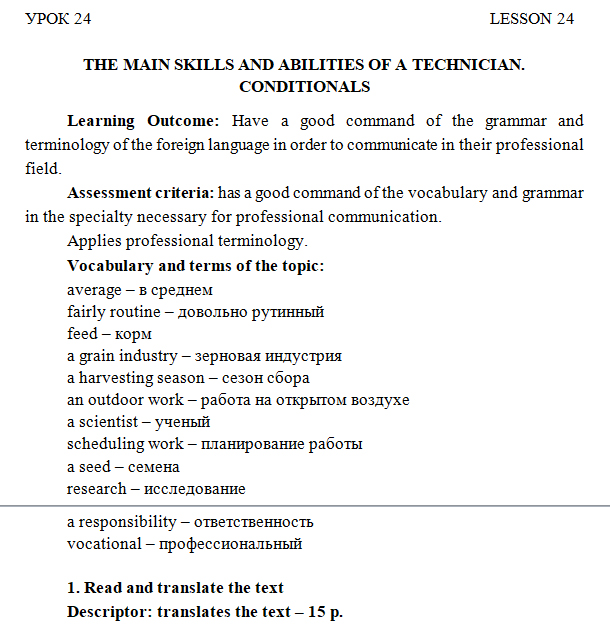 УРОК 24 LESSON 24
THE MAIN SKILLS AND ABILITIES OF A TECHNICIAN.
CONDITIONALS
Learning Outcome: Have a good command of the grammar and
terminology of the foreign language in order to communicate in their professional
field.
Assessment criteria: has a good command of the vocabulary and grammar
in the specialty necessary for professional communication.
Applies professional terminology.
Vocabulary and terms of the topic:
average – в среднем
fairly routine – довольно рутинный
feed – корм
a grain industry – зерновая индустрия
a harvesting season – сезон сбора
an outdoor work – работа на открытом воздухе
a scientist – ученый
scheduling work – планирование работы
a seed – семена
research – исследование
a responsibility – ответственность
vocational – профессиональный
1. Read and translate the text
Descriptor: translates the text – 15 p.